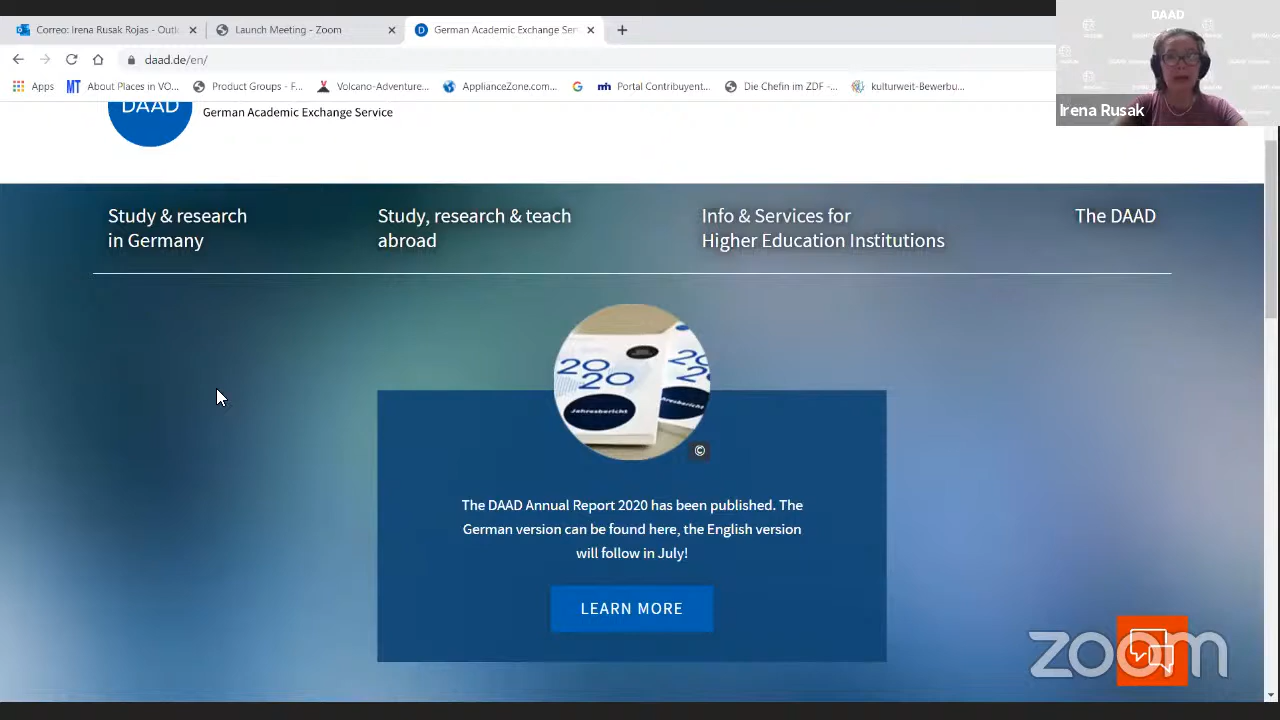 Correo: Irena Rusak Rojas - Outl
Launch Meeting - Zoom
German Academic Exchange Ser
daad.de/en/
Apps
MT About Places in VO...
Product Groups - F...
Volcano-Adventure...
ApplianceZone.com...
mh Portal Contribuyent...
Die Chefin im ZDF -...
kulturweit-Bewerbu...
DAAD
Irena Rusak
DAAD
German Academic Exchange Service
Study & research
in Germany
Study, research & teach
abroad
Info & Services for
Higher Education Institutions
The DAAD
2020
Jahresbericht
©
The DAAD Annual Report 2020 has been published. The
German version can be found here, the English version
will follow in July!
LEARN MORE
zoom